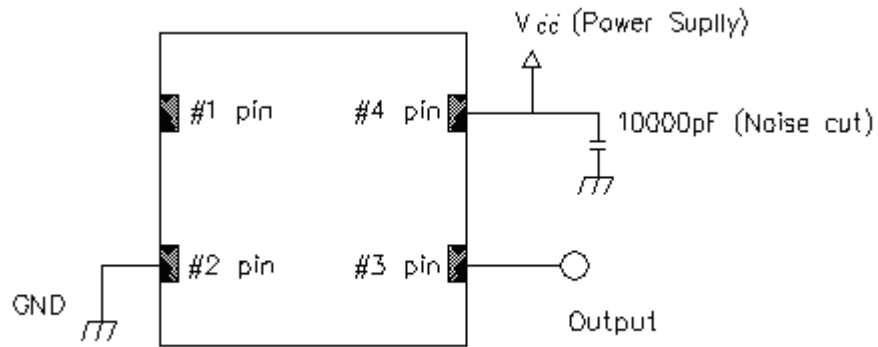 Vcc (Power Suplly)
#1 pin
#4 pin
10000pF (Noise cut)
#2 pin
#3 pin
GND
Output